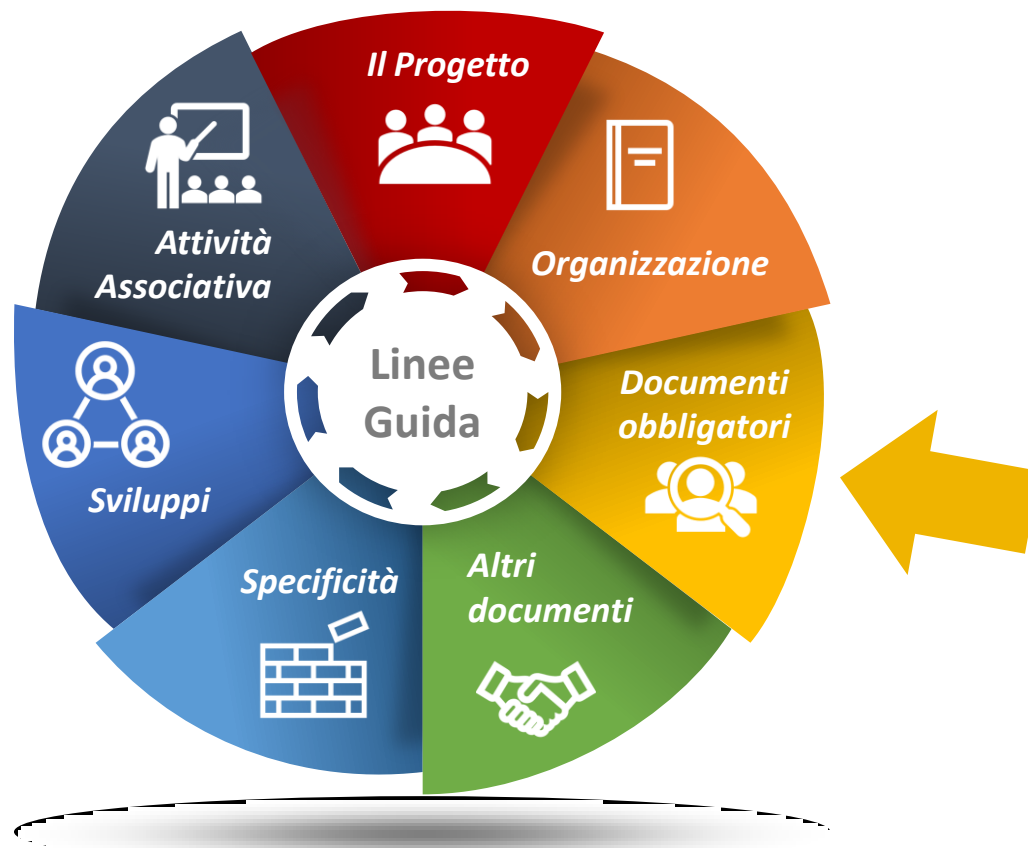 Il Progetto
Organizzazione
Documenti
obbligatori
Altri
documenti
Specificità
Sviluppi
Attività
Associativa
Linee
Guida